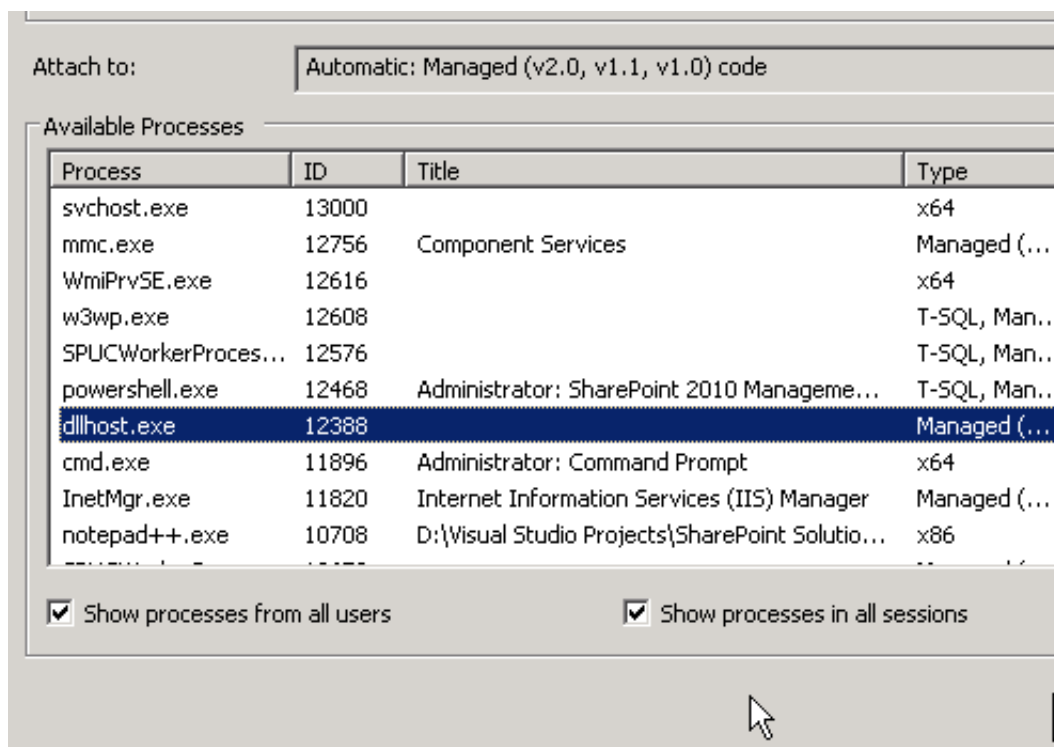 Attach to: Automatic: Managed (v2.0, v1.1, v1.0) code
Available Processes
Process ID Title Type
svchost.exe 13000 x64
mmc.exe 12756 Component Services Managed (...
WmiPrvSE.exe 12616 x64
w3wp.exe 12608 T-SQL, Man...
SPUCWorkerProces... 12576 T-SQL, Man...
powershell.exe 12468 Administrator: SharePoint 2010 Manageme... T-SQL, Man...
dllhost.exe 12388 Managed (...
cmd.exe 11896 Administrator: Command Prompt x64
InetMgr.exe 11820 Internet Information Services (IIS) Manager Managed (...
notepad++.exe 10708 D:\Visual Studio Projects\SharePoint Solutio... x86
Show processes from all users Show processes in all sessions